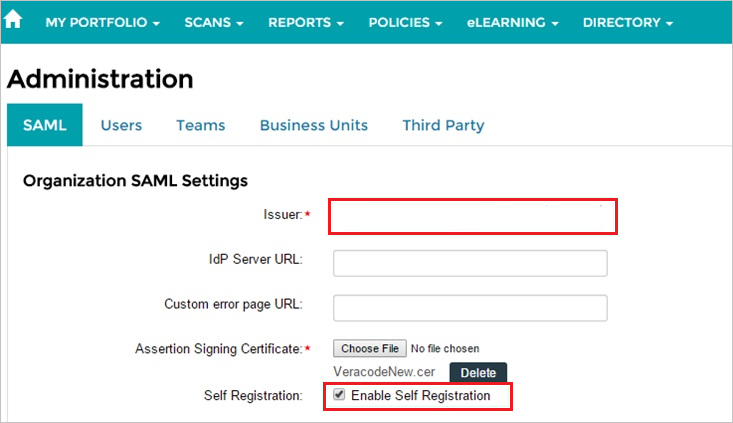 MY PORTFOLIO SCANS REPORTS POLICIES eLEARNING DIRECTORY
Administration
SAML Users Teams Business Units Third Party
Organization SAML Settings
Issuer:*
IdP Server URL:
Custom error page URL:
Assertion Signing Certificate:* Choose File No file chosen
VeracodeNew.cer Delete
Self Registration: Enable Self Registration